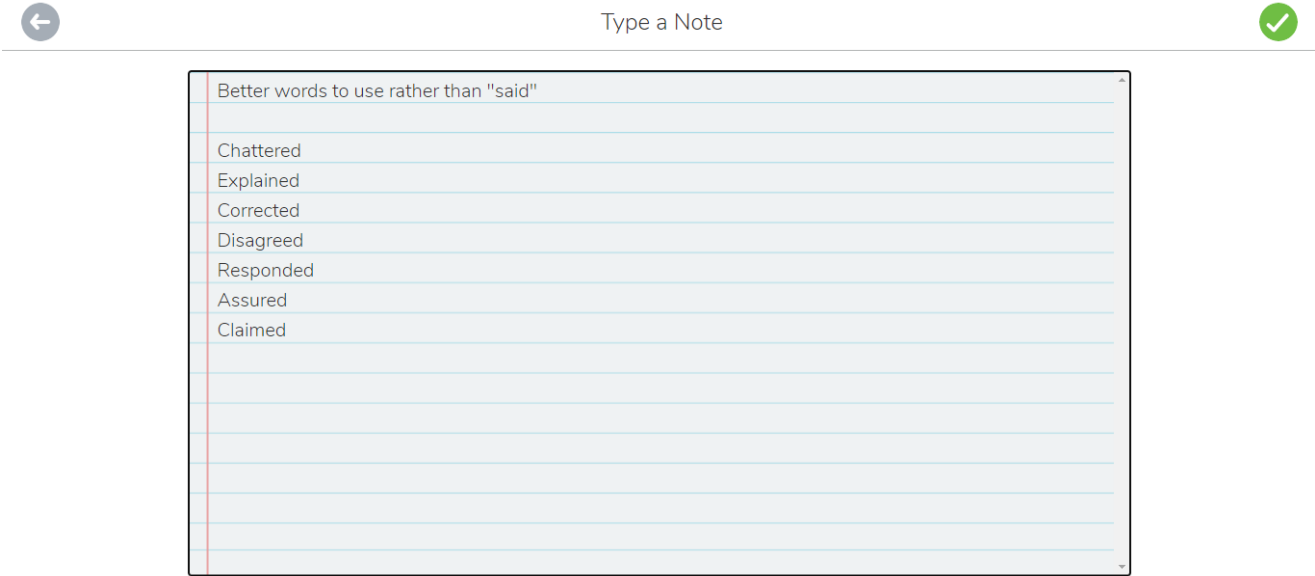 Type a Note
Better words to use rather than "said"
Chattered
Explained
Corrected
Disagreed
Responded
Assured
Claimed